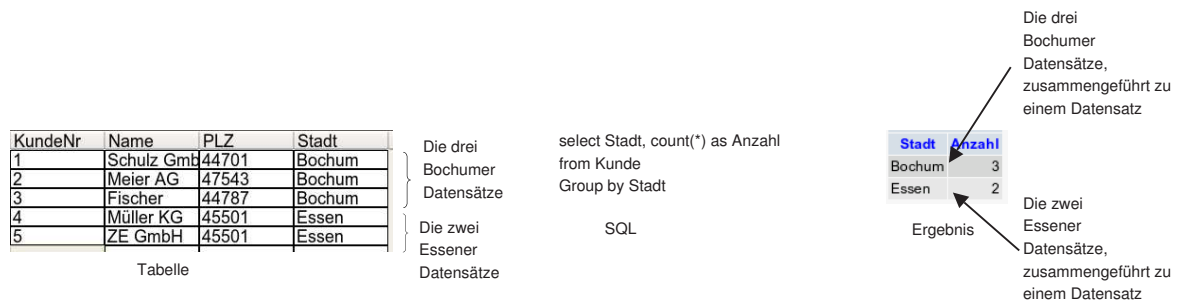 Die drei
Bochumer
Datensätze,
zusammengeführt zu
einem Datensatz
KundeNr Name PLZ Stadt
1 Schulz Gmb 44701 Bochum
2 Meier AG 47543 Bochum
3 Fischer 44787 Bochum
4 Müller KG 45501 Essen
5 ZE GmbH 45501 Essen
Tabelle
Die drei
Bochumer
Datensätze
Die zwei
Essener
Datensätze
select Stadt, count(*) as Anzahl
from Kunde
Group by Stadt
SQL
Stadt Anzahl
Bochum 3
Essen 2
Ergebnis
Die zwei
Essener
Datensätze,
zusammengeführt zu
einem Datensatz